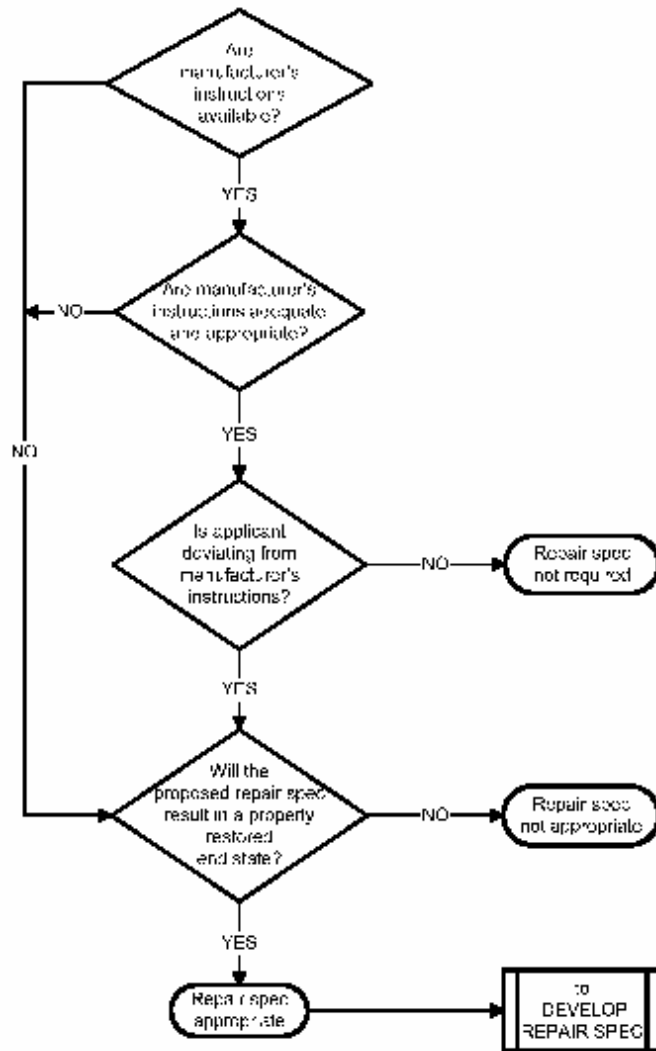 Are
manufacturer's
instructions
available?
YES
Are manufacturer's
instructions adequate
and appropriate?
NO
YES
NO
Is applicant
deviating from
manufacturer's
instructions?
NO
Repair spec
not required
YES
Will the
proposed repair spec
result in a properly
restored
end state?
NO
Repair spec
not appropriate
YES
Repair spec
appropriate
to
DEVELOP
REPAIR SPEC